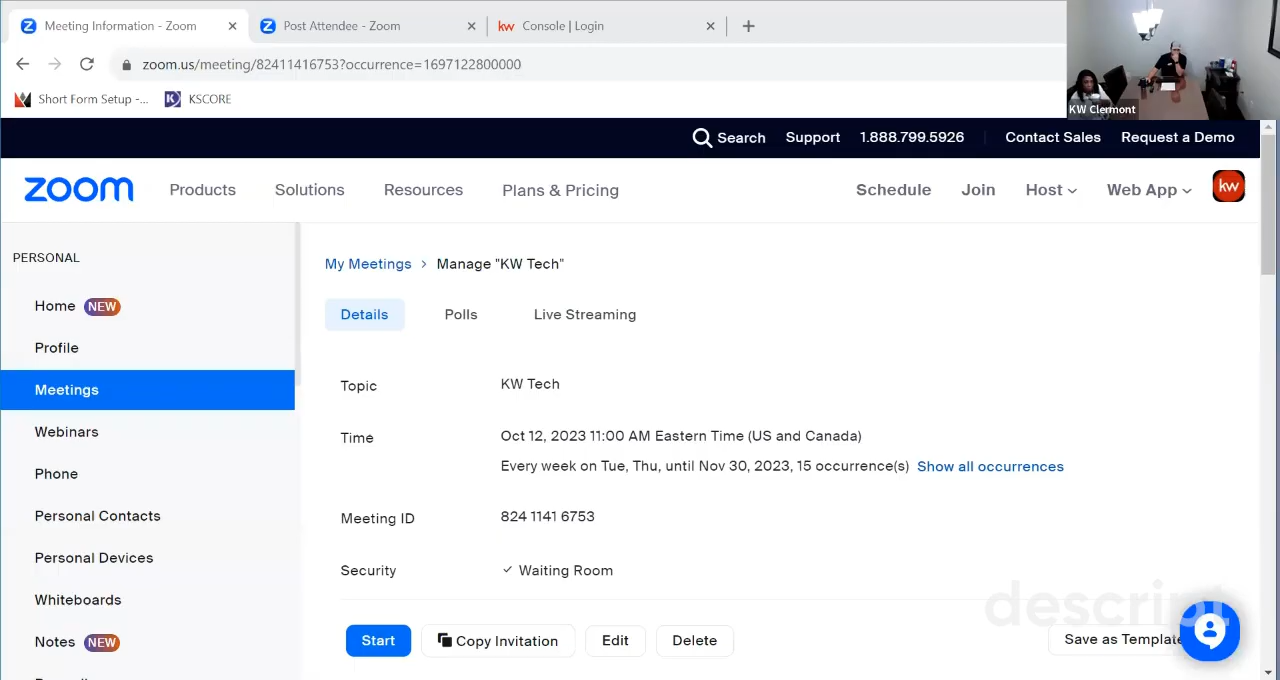 Meeting Information - Zoom
Post Attendee - Zoom
kw Console | Login
zoom.us/meeting/82411416753?occurrence=1697122800000
Short Form Setup -...
KSCORE
KW Clermont
Search Support 1.888.799.5926 Contact Sales Request a Demo
zoom Products Solutions Resources Plans & Pricing Schedule Join Host Web App kw
PERSONAL
Home NEW
Profile
Meetings
Webinars
Phone
Personal Contacts
Personal Devices
Whiteboards
Notes NEW
My Meetings > Manage "KW Tech"
Details Polls Live Streaming
Topic KW Tech
Time Oct 12, 2023 11:00 AM Eastern Time (US and Canada)
Every week on Tue, Thu, until Nov 30, 2023, 15 occurrence(s) Show all occurrences
Meeting ID 824 1141 6753
Security Waiting Room
descript
Start Copy Invitation Edit Delete Save as Template